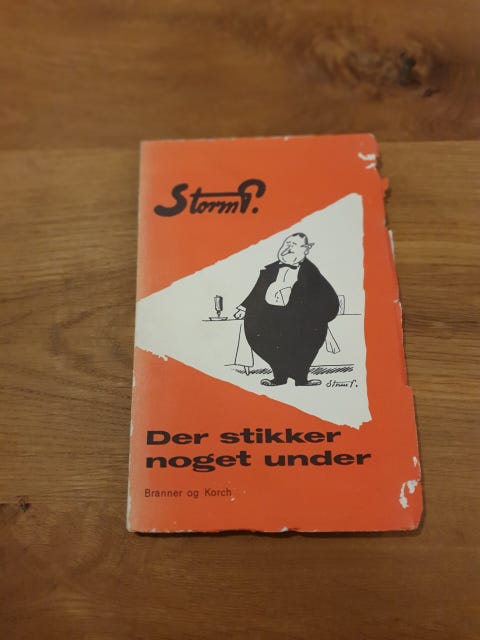 Storm P.
Storm P.
Der stikker
noget under
Branner og Korch